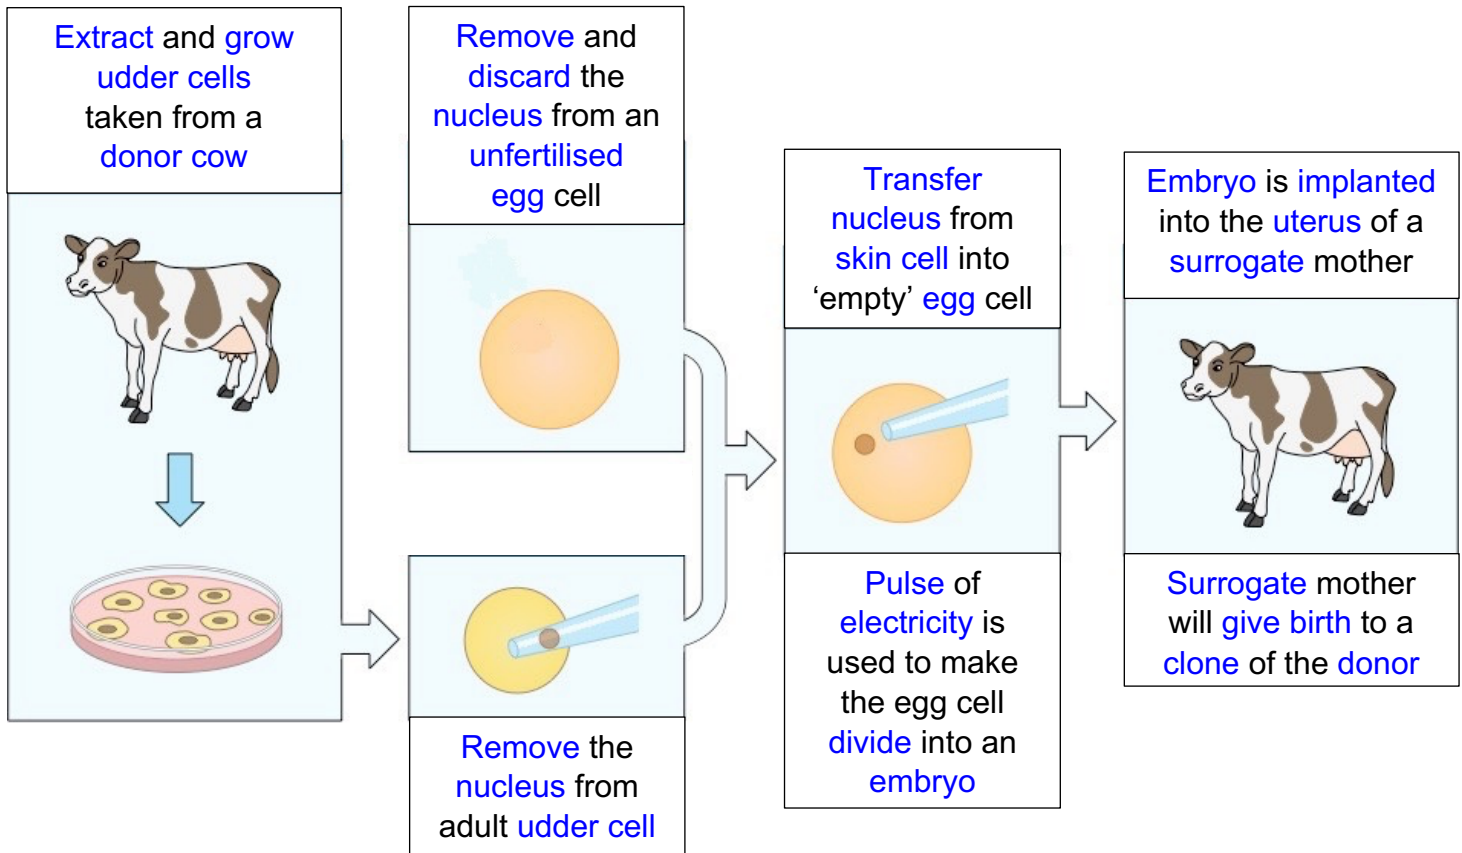 Extract and grow
udder cells
taken from a
donor cow
Remove and
discard the
nucleus from an
unfertilised
egg cell
Remove the
nucleus from
adult udder cell
Transfer
nucleus from
skin cell into
‘empty’ egg cell
Pulse of
electricity is
used to make
the egg cell
divide into an
embryo
Embryo is implanted
into the uterus of a
surrogate mother
Surrogate mother
will give birth to a
clone of the donor